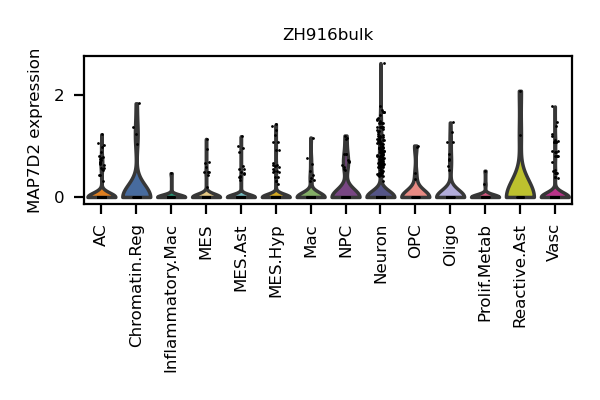 ZH916bulk
MAP7D2 expression
2
0
AC
Chromatin.Reg
Inflammatory.Mac
MES
MES.Ast
MES.Hyp
Mac
NPC
Neuron
OPC
Oligo
Prolif.Metab
Reactive.Ast
Vasc